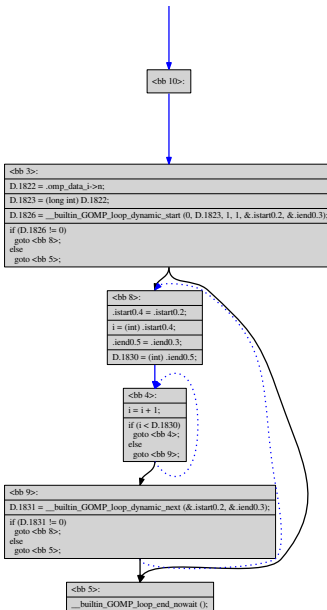 <bb 10>:
<bb 3>:
D.1822 = .omp_data_i->n;
D.1823 = (long int) D.1822;
D.1826 = __builtin_GOMP_loop_dynamic_start (0, D.1823, 1, 1, &.istart0.2, &.iend0.3);
if (D.1826 != 0)
goto <bb 8>;
else
goto <bb 5>;
<bb 8>:
.istart0.4 = .istart0.2;
i = (int) .istart0.4;
.iend0.5 = .iend0.3;
D.1830 = (int) .iend0.5;
<bb 4>:
i = i + 1;
if (i < D.1830)
goto <bb 4>;
else
goto <bb 9>;
<bb 9>:
D.1831 = __builtin_GOMP_loop_dynamic_next (&.istart0.2, &.iend0.3);
if (D.1831 != 0)
goto <bb 8>;
else
goto <bb 5>;
<bb 5>:
__builtin_GOMP_loop_end_nowait ();